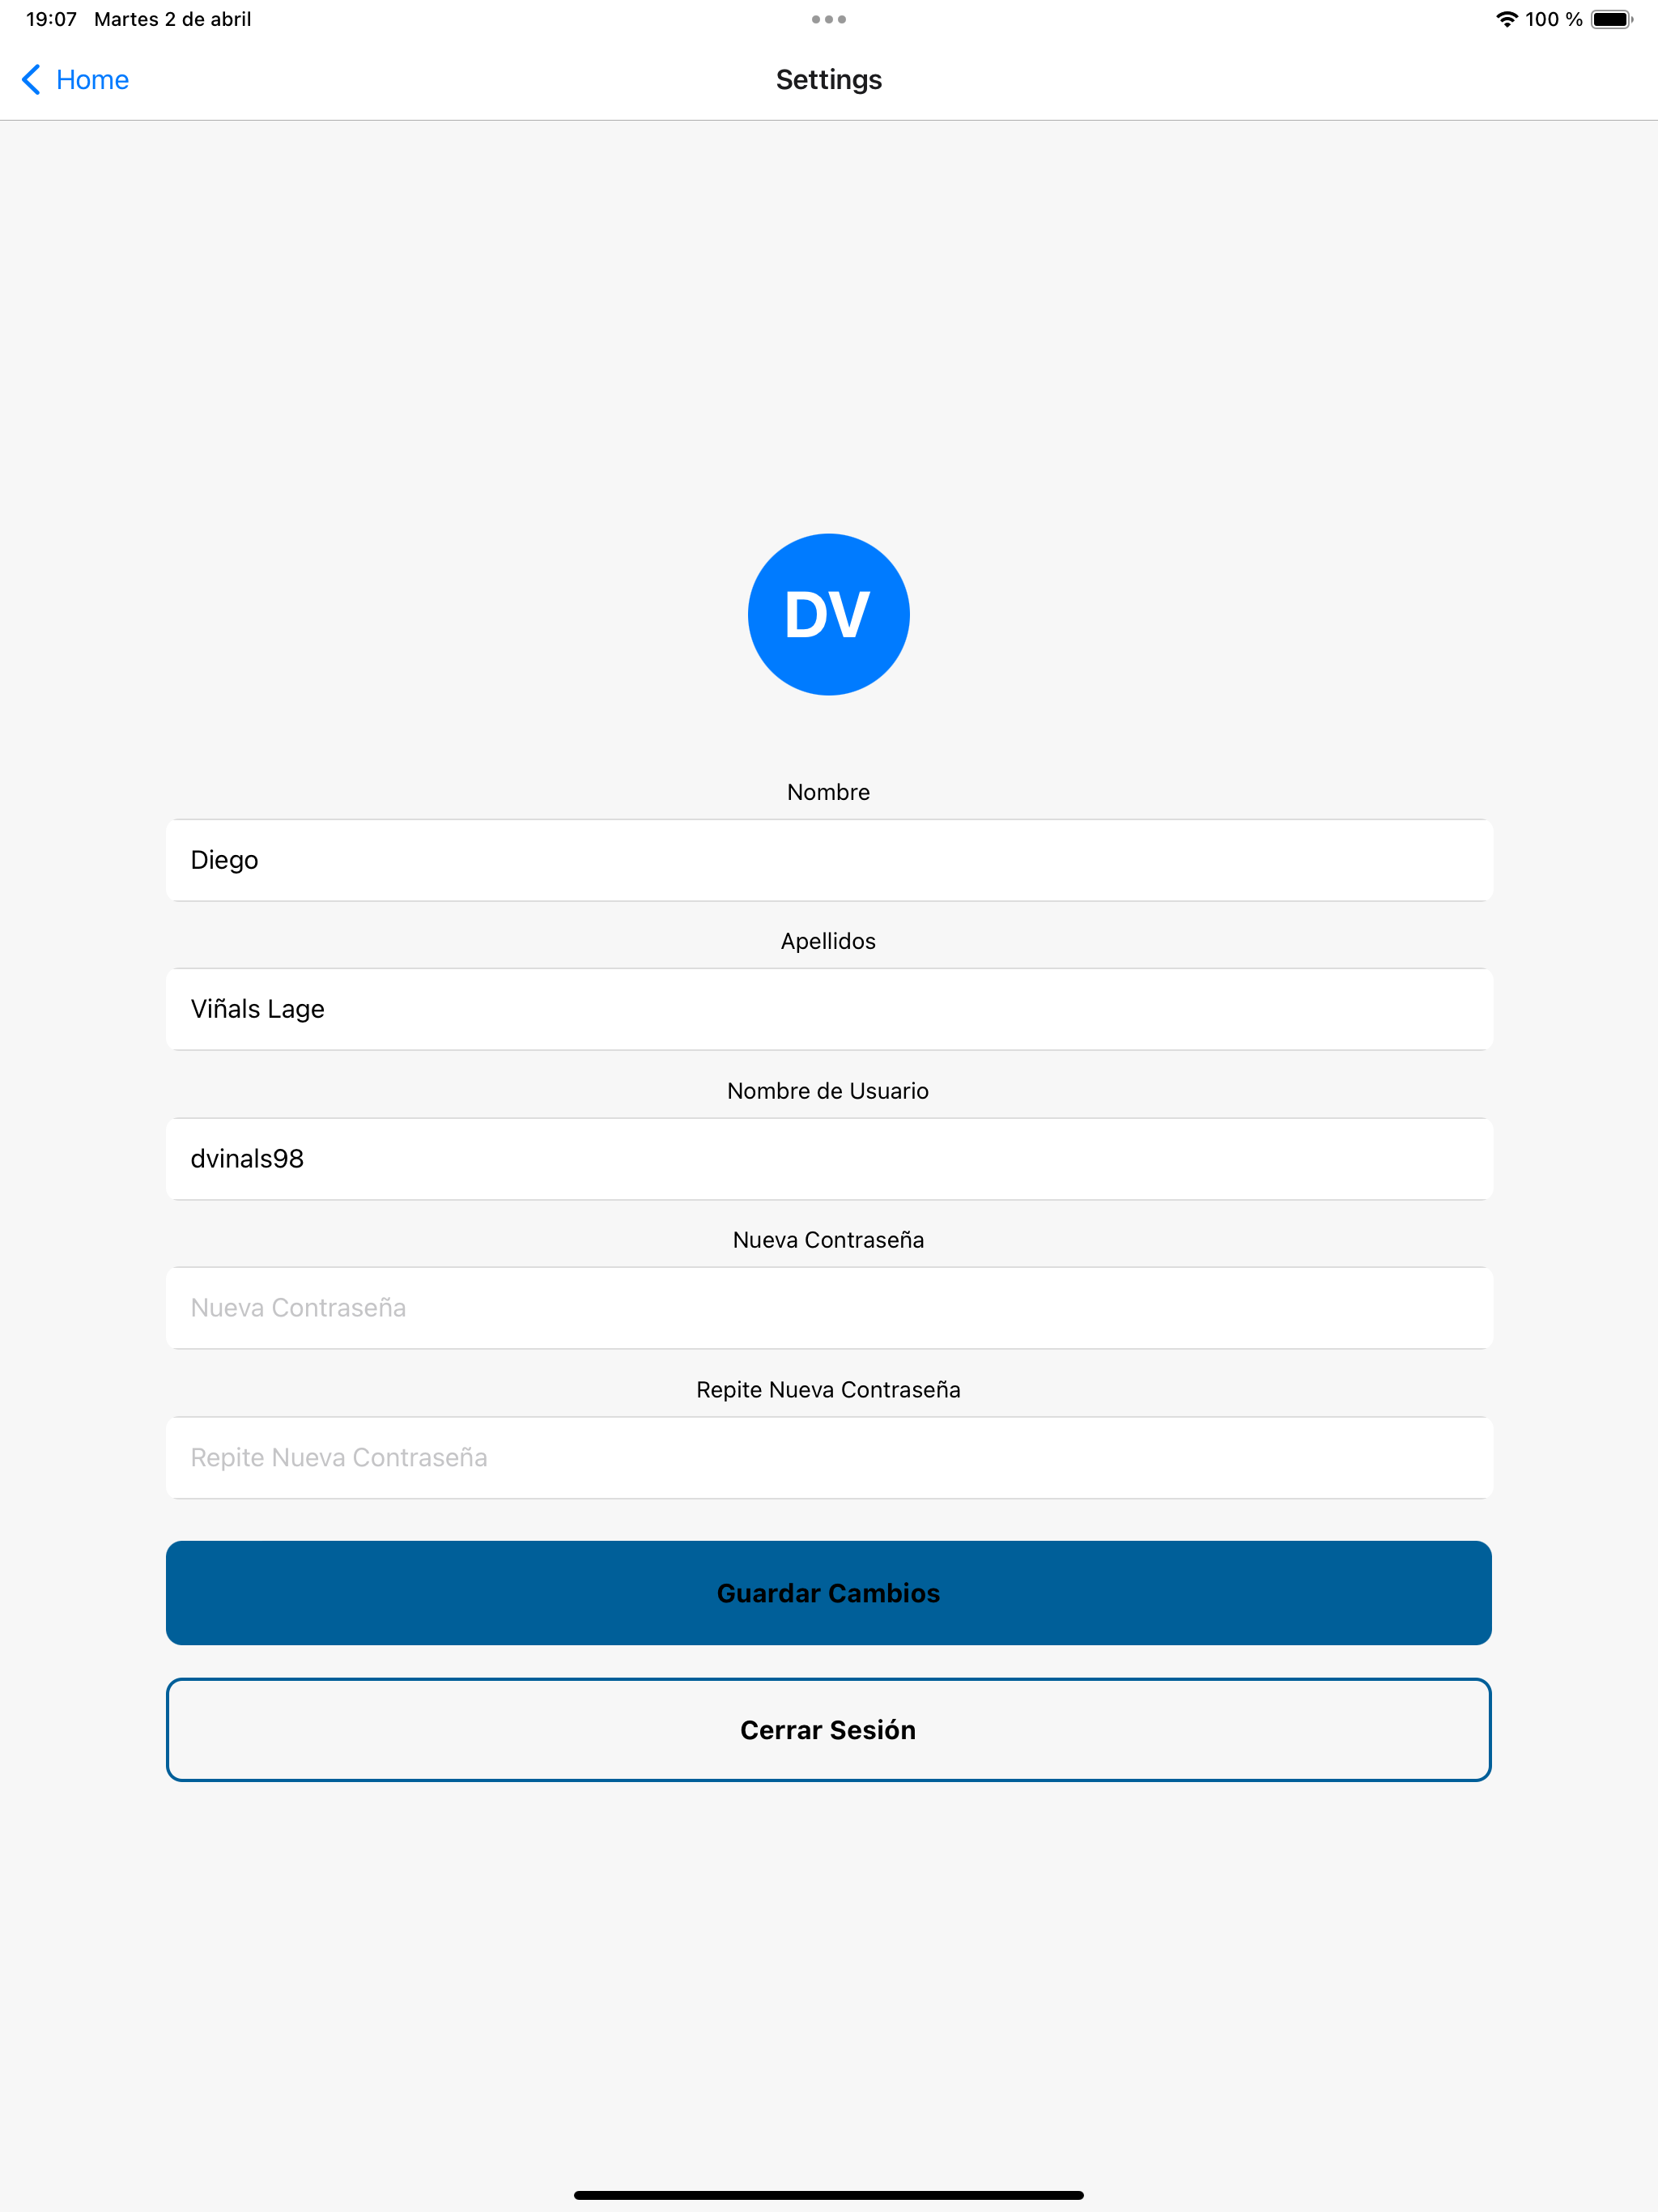 19:07 Martes 2 de abril
100 %
Home
Settings
DV
Nombre
Diego
Apellidos
Viñals Lage
Nombre de Usuario
dvinals98
Nueva Contraseña
Nueva Contraseña
Repite Nueva Contraseña
Repite Nueva Contraseña
Guardar Cambios
Cerrar Sesión